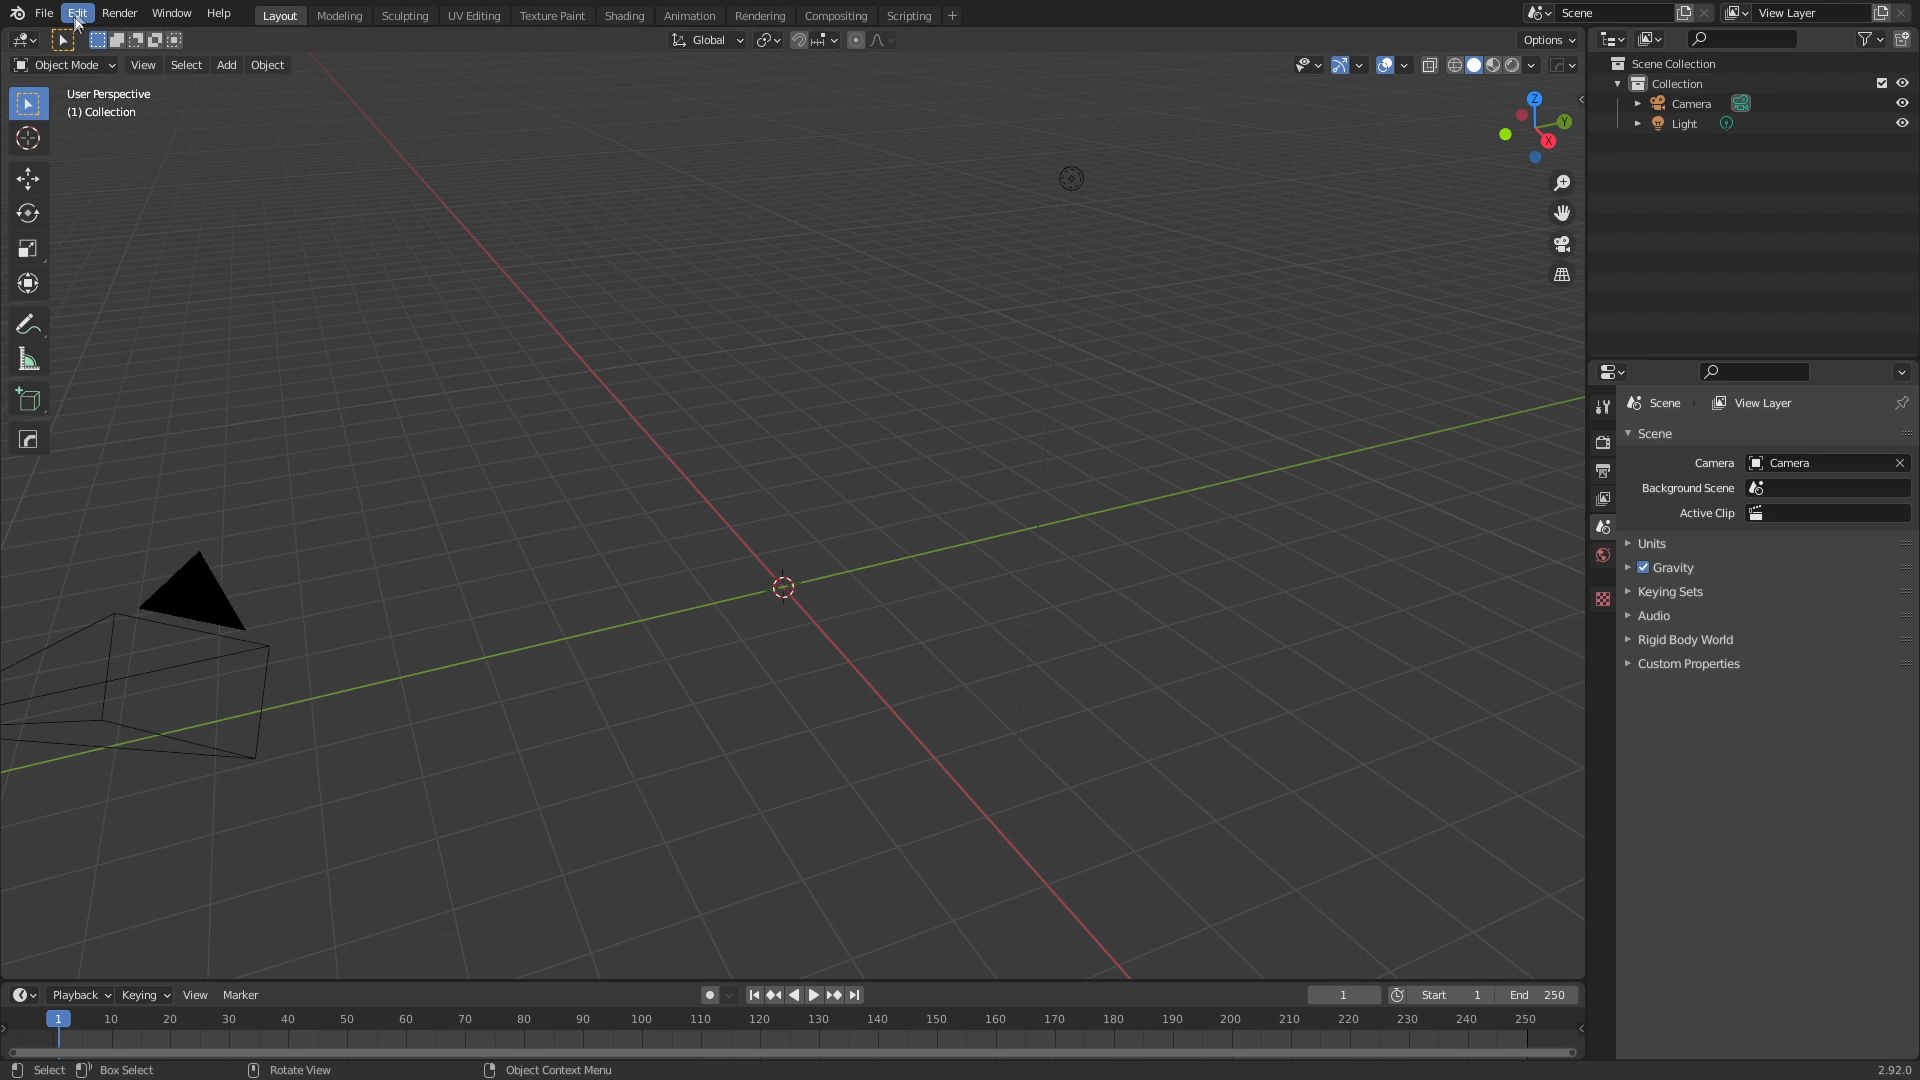 File Edit Render Window Help Layout Modeling Sculpting UV Editing Texture Paint Shading Animation Rendering Compositing Scripting + Scene View Layer
Global Options
Object Mode View Select Add Object
User Perspective
(1) Collection
Z
Y
X
Scene Collection
Collection
Camera
Light
Scene View Layer
Scene
Camera Camera
Background Scene
Active Clip
Units
Gravity
Keying Sets
Audio
Rigid Body World
Custom Properties
Playback Keying View Marker 1 Start 1 End 250
1 10 20 30 40 50 60 70 80 90 100 110 120 130 140 150 160 170 180 190 200 210 220 230 240 250
Select Box Select Rotate View Object Context Menu 2.92.0